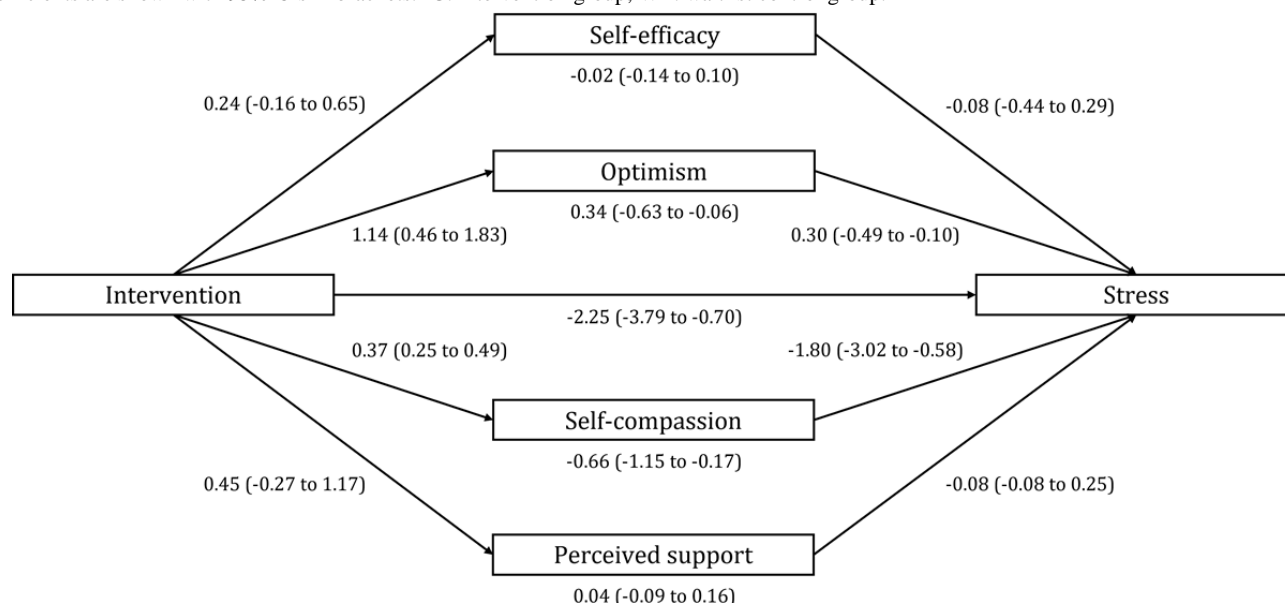 Self-efficacy
-0.02 (-0.14 to 0.10)
0.24 (-0.16 to 0.65)
-0.08 (-0.44 to 0.29)
Optimism
0.34 (-0.63 to -0.06)
1.14 (0.46 to 1.83)
0.30 (-0.49 to -0.10)
Intervention
Stress
-2.25 (-3.79 to -0.70)
0.37 (0.25 to 0.49)
-1.80 (-3.02 to -0.58)
Self-compassion
-0.66 (-1.15 to -0.17)
0.45 (-0.27 to 1.17)
-0.08 (-0.08 to 0.25)
Perceived support
0.04 (-0.09 to 0.16)